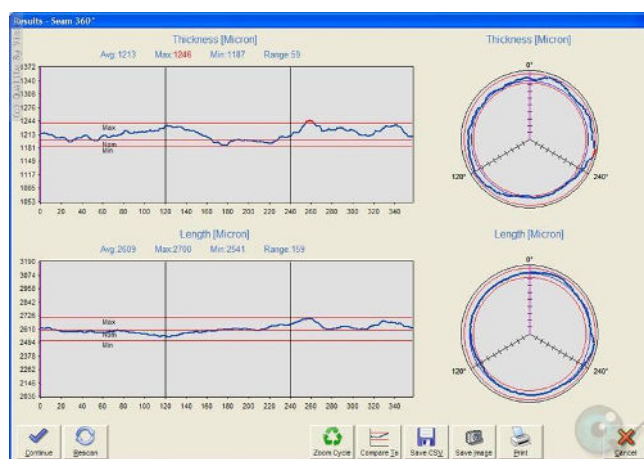 Results - Seam 360°
Thickness [Micron]
Avg:1213 Max:1246 Min:1187 Range:59
1372
1340
1308
1276
1244
1212
1181
1149
1117
1085
1053
Max
Nom
Min
0 20 40 60 80 100 120 140 160 180 200 220 240 260 280 300 320 340
Thickness [Micron]
0°
120°
240°
Length [Micron]
Avg:2609 Max:2700 Min:2541 Range:159
3190
3074
2958
2842
2726
2610
2494
2378
2262
2146
2030
Max
Nom
Min
0 20 40 60 80 100 120 140 160 180 200 220 240 260 280 300 320 340
Length [Micron]
0°
120°
240°
Continue
Rescan
Zoom Cycle
Compare To
Save CSV
Save Image
Print
Cancel